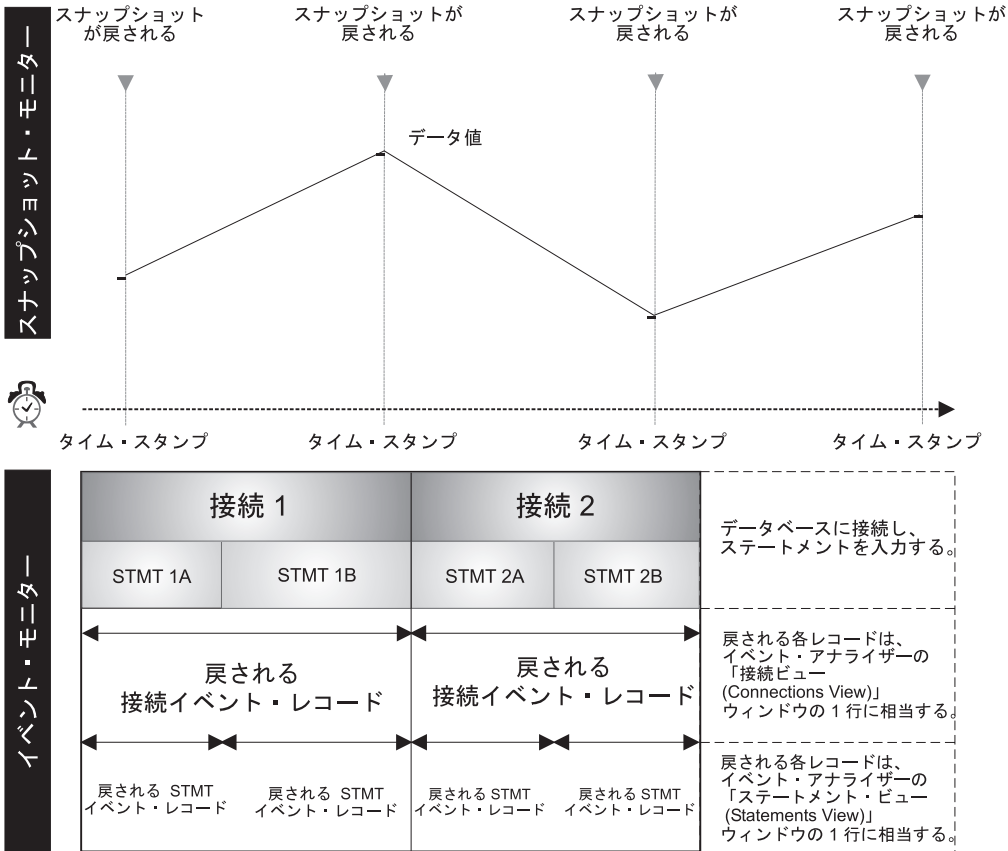 スナップショット・モニター
スナップショット
が戻される
スナップショットが
戻される
スナップショットが
戻される
スナップショットが
戻される
データ値
タイム・スタンプ
タイム・スタンプ
タイム・スタンプ
タイム・スタンプ
イベント・モニター
接続 1
接続 2
STMT 1A
STMT 1B
STMT 2A
STMT 2B
データベースに接続し、
ステートメントを入力する。
戻される
接続イベント・レコード
戻される
接続イベント・レコード
戻される各レコードは、
イベント・アナライザーの
「接続ビュー
(Connections View)」
ウィンドウの 1 行に相当する。
戻される STMT
イベント・レコード
戻される STMT
イベント・レコード
戻される STMT
イベント・レコード
戻される STMT
イベント・レコード
戻される各レコードは、
イベント・アナライザーの
「ステートメント・ビュー
(Statements View)」
ウィンドウの 1 行に相当する。